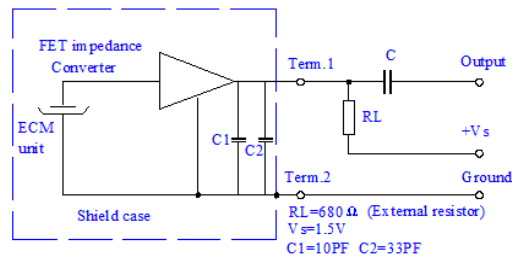 FET impedance
Converter
Term.1
C
Output
RL
ECM
unit
C1
C2
+Vs
Term.2
Ground
Shield case
RL=680Ω (External resistor)
Vs=1.5V
C1=10PF C2=33PF